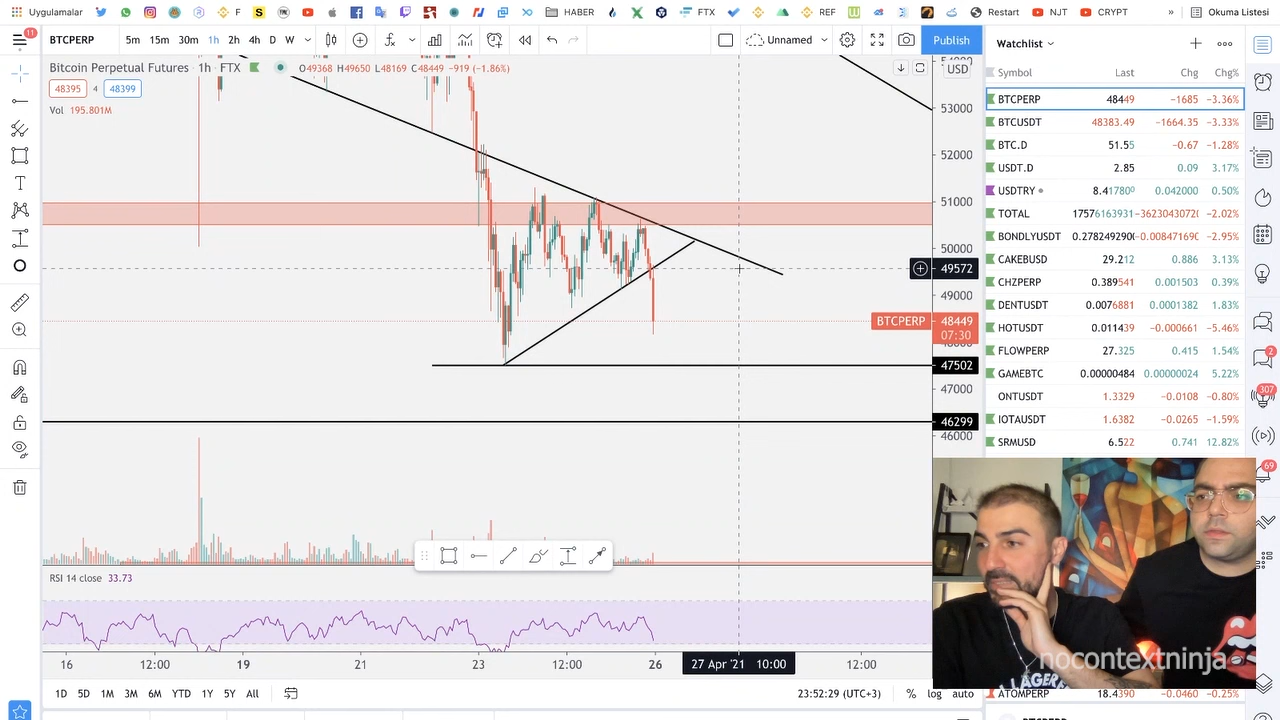 Uygulamalar F S FTX REF Restart NJT CRYPT » Okuma Listesi
HABER
11 BTCPERP 5m 15m 30m 1h 2h 4h D W Unnamed Publish
Watchlist
Bitcoin Perpetual Futures · 1h · FTX O49368 H49650 L48169 C48449 −919 (−1.86%) USD
48395 4 48399
Vol 195.801M
53000
52000
51000
50000
49572
49000
BTCPERP 48449
07:30
47502
47000
46299
46000
RSI 14 close 33.73
16 12:00 19 21 23 12:00 26 27 Apr '21 10:00 12:00
1D 5D 1M 3M 6M YTD 1Y 5Y All 23:52:29 (UTC+3) % log auto
Symbol Last Chg Chg%
BTCPERP 48449 −1685 −3.36%
BTCUSDT 48383.49 −1664.35 −3.33%
BTC.D 51.55 −0.67 −1.28%
USDT.D 2.85 0.09 3.17%
USDTRY 8.41780 0.042000 0.50%
TOTAL 17576163931 −3623043072 −2.02%
BONDLYUSDT 0.278249290 −0.00847169 −2.95%
CAKEBUSD 29.212 0.886 3.13%
CHZPERP 0.389541 0.001503 0.39%
DENTUSDT 0.0076881 0.0001382 1.83%
HOTUSDT 0.011439 −0.000661 −5.46%
FLOWPERP 27.325 0.415 1.54%
GAMEBTC 0.00000484 0.00000024 5.22%
ONTUSDT 1.3329 −0.0108 −0.80%
IOTAUSDT 1.6382 −0.0265 −1.59%
SRMUSD 6.522 0.741 12.82%
2
307
69
nocontextninja
ATOMPERP 18.4390 −0.0460 −0.25%